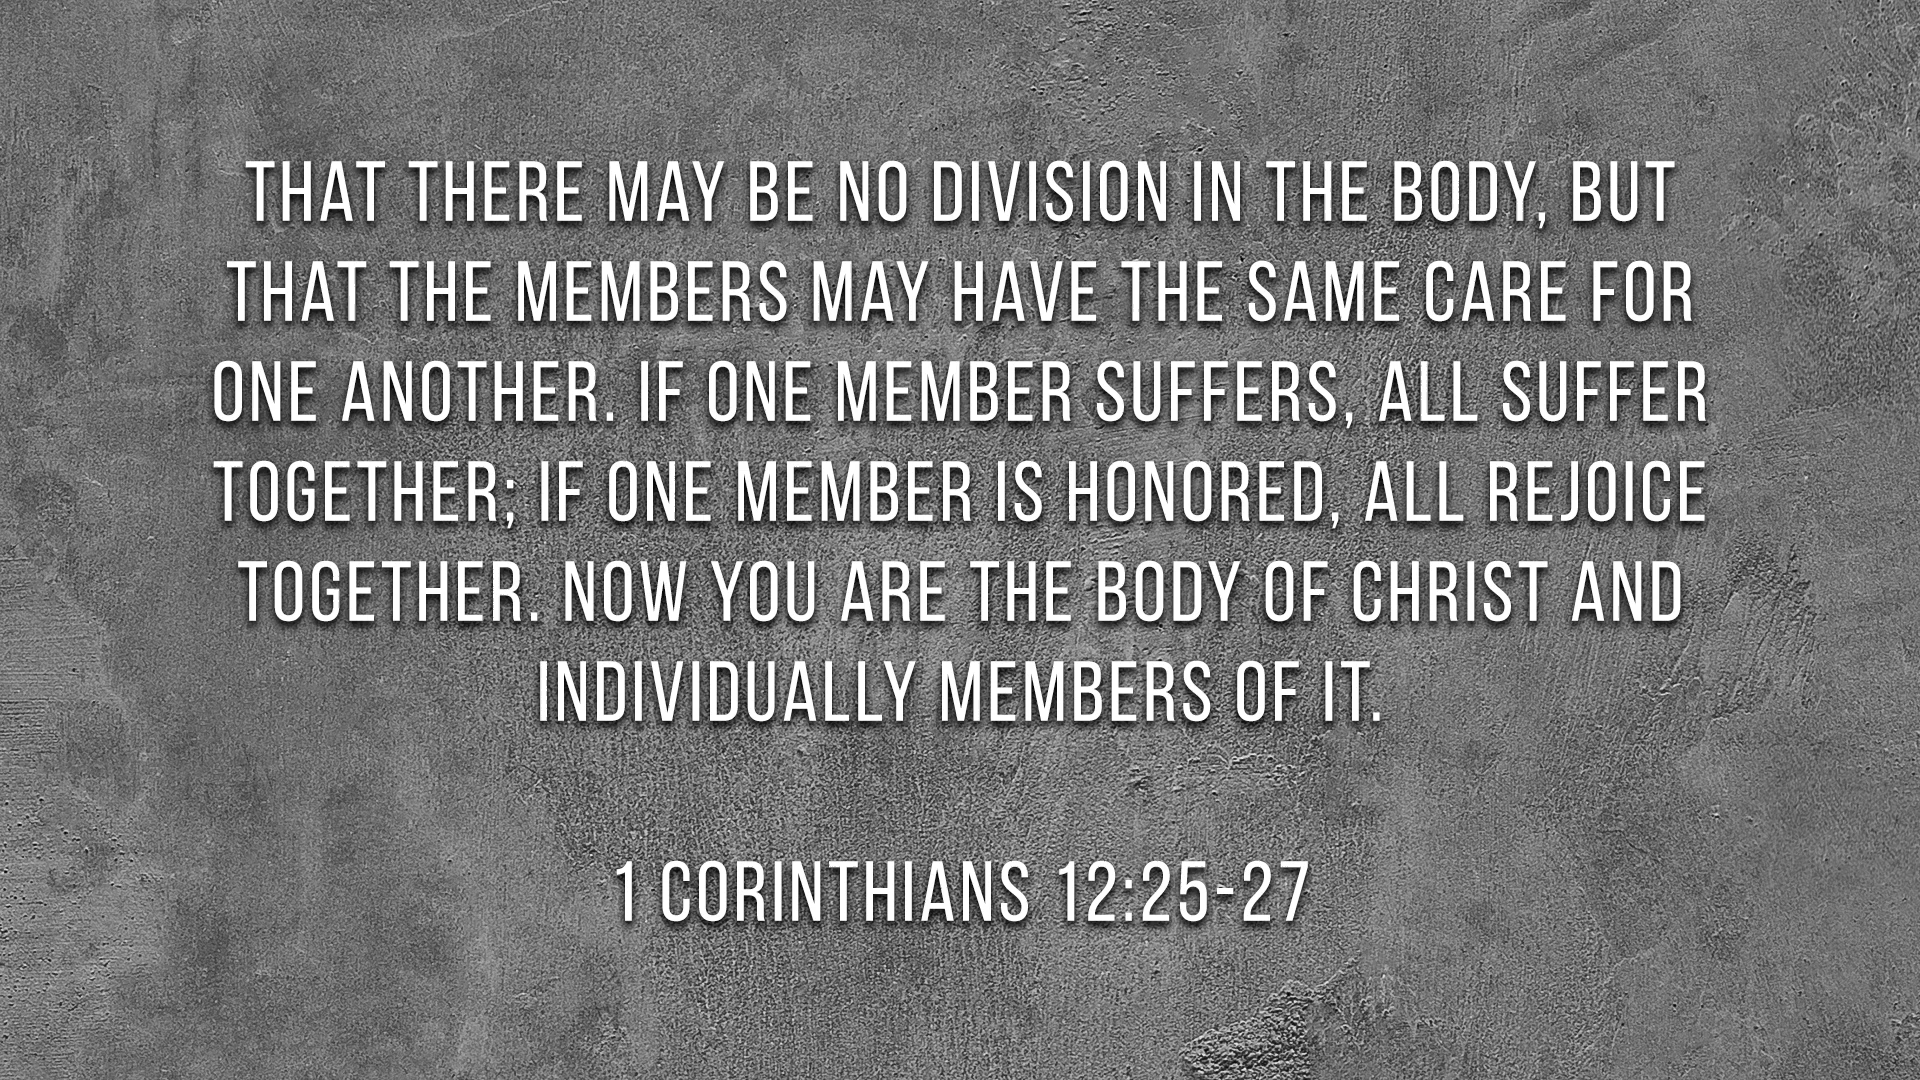 THAT THERE MAY BE NO DIVISION IN THE BODY, BUT
THAT THE MEMBERS MAY HAVE THE SAME CARE FOR
ONE ANOTHER. IF ONE MEMBER SUFFERS, ALL SUFFER
TOGETHER; IF ONE MEMBER IS HONORED, ALL REJOICE
TOGETHER. NOW YOU ARE THE BODY OF CHRIST AND
INDIVIDUALLY MEMBERS OF IT.
1 CORINTHIANS 12:25-27